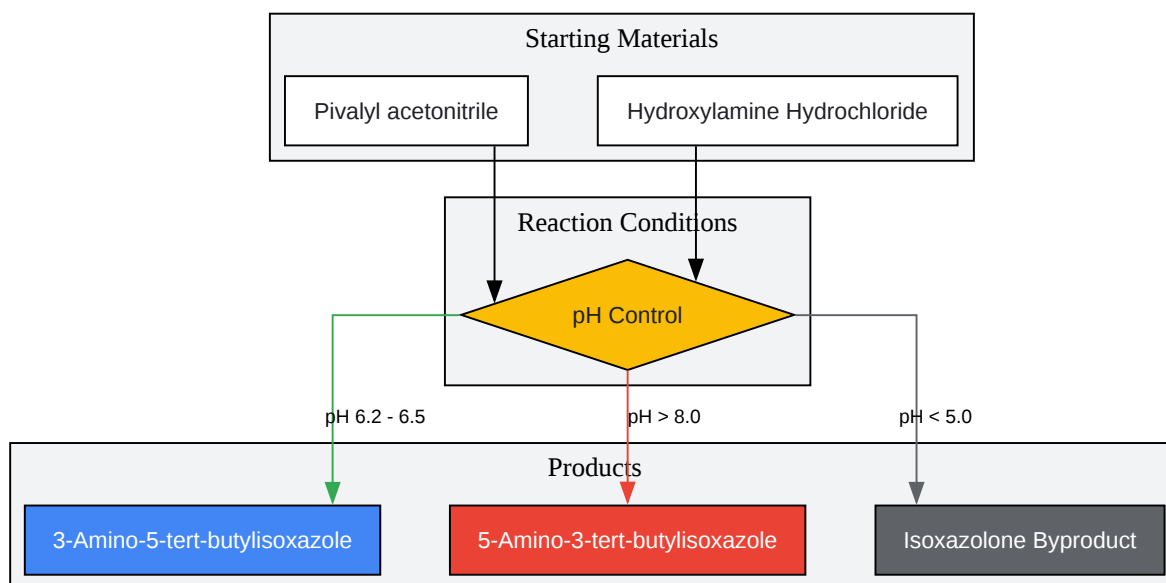 Starting Materials
Pivalyl acetonitrile
Hydroxylamine Hydrochloride
Reaction Conditions
pH Control
pH 6.2 - 6.5
pH > 8.0
pH < 5.0
Products
3-Amino-5-tert-butylisoxazole
5-Amino-3-tert-butylisoxazole
Isoxazolone Byproduct